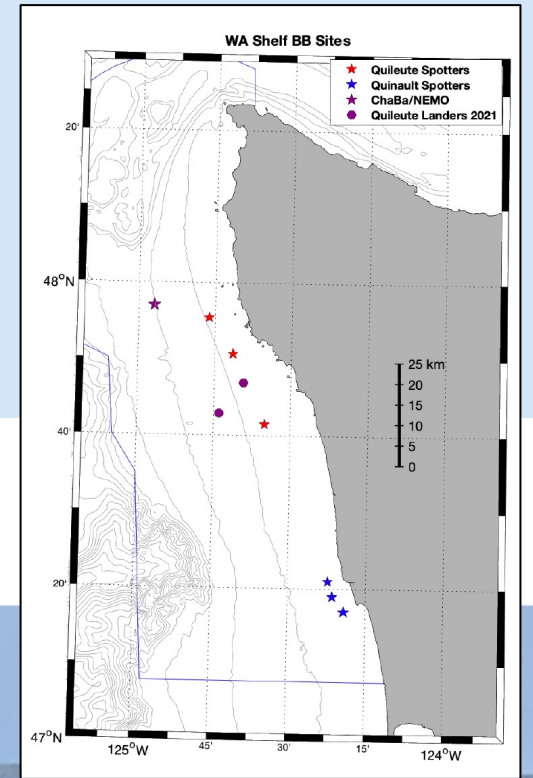 WA Shelf BB Sites
Quileute Spotters
Quinault Spotters
ChaBa/NEMO
Quileute Landers 2021
20'
48°N
25 km
20
15
10
5
0
40'
20'
47°N
125°W
45'
30'
15'
124°W